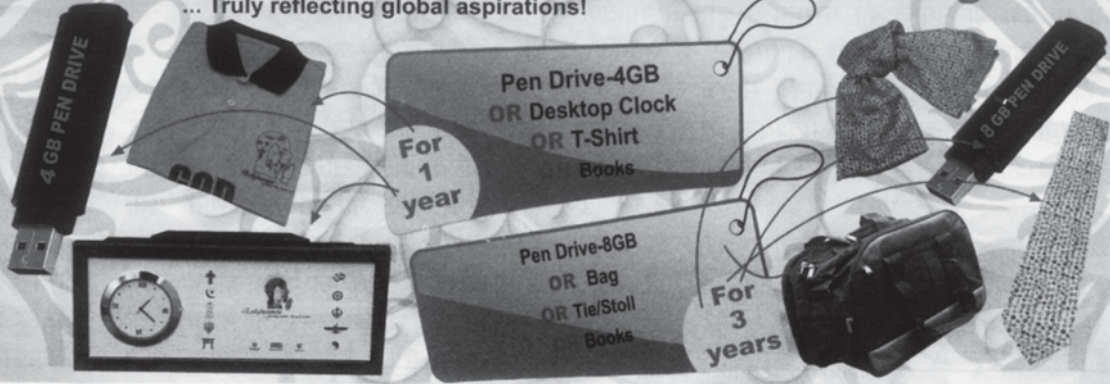 ... Truly reflecting global aspirations!
4 GB PEN DRIVE
GOD
Pen Drive-4GB
OR Desktop Clock
OR T-Shirt
OR Books
For
1
year
Pen Drive-8GB
OR Bag
OR Tie/Stoll
OR Books
For
3
years
8 GB PEN DRIVE